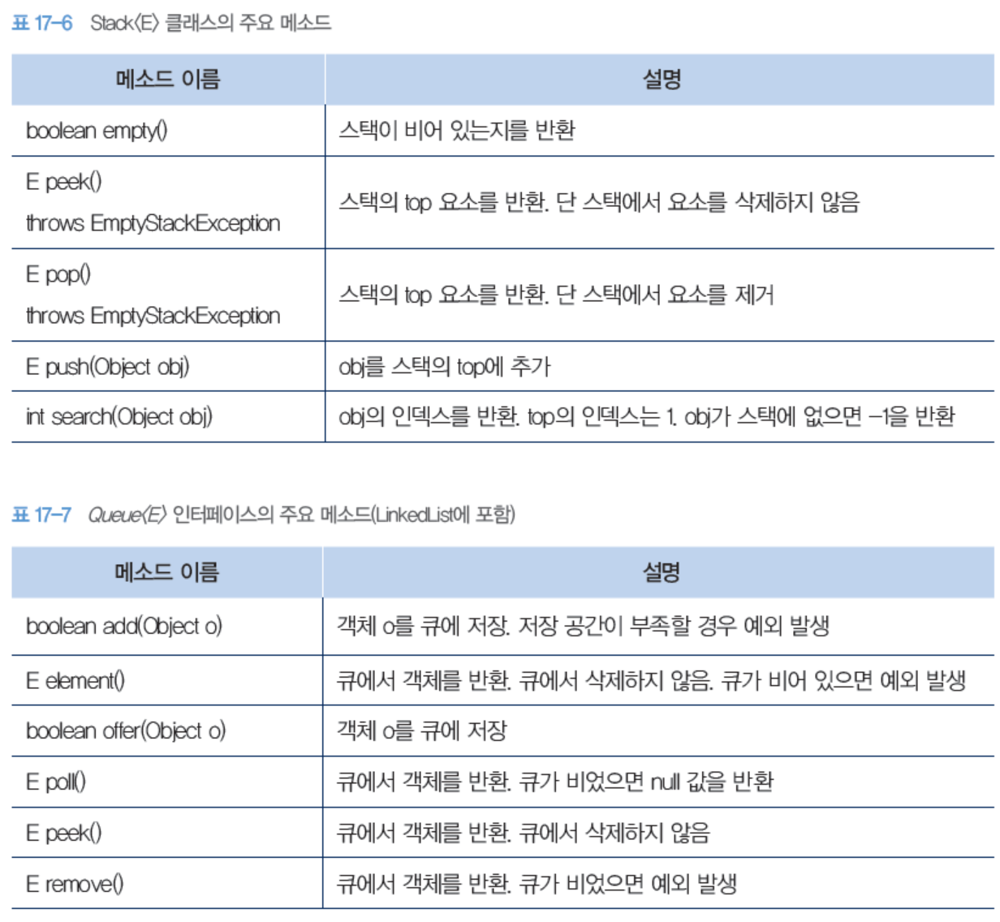 표 17-6 Stack<E> 클래스의 주요 메소드
메소드 이름 설명
boolean empty() 스택이 비어 있는지를 반환
E peek()
throws EmptyStackException
스택의 top 요소를 반환. 단 스택에서 요소를 삭제하지 않음
E pop()
throws EmptyStackException
스택의 top 요소를 반환. 단 스택에서 요소를 제거
E push(Object obj) obj를 스택의 top에 추가
int search(Object obj) obj의 인덱스를 반환. top의 인덱스는 1. obj가 스택에 없으면 -1을 반환
표 17-7 Queue<E> 인터페이스의 주요 메소드(LinkedList에 포함)
메소드 이름 설명
boolean add(Object o) 객체 o를 큐에 저장. 저장 공간이 부족할 경우 예외 발생
E element() 큐에서 객체를 반환. 큐에서 삭제하지 않음. 큐가 비어 있으면 예외 발생
boolean offer(Object o) 객체 o를 큐에 저장
E poll() 큐에서 객체를 반환. 큐가 비었으면 null 값을 반환
E peek() 큐에서 객체를 반환. 큐에서 삭제하지 않음
E remove() 큐에서 객체를 반환. 큐가 비었으면 예외 발생